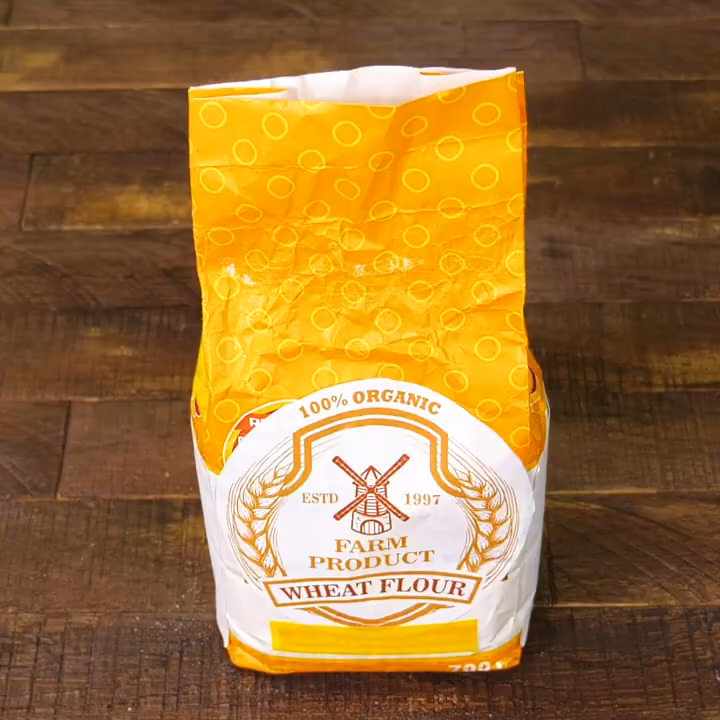 100% ORGANIC
ESTD 1997
FARM
PRODUCT
WHEAT FLOUR